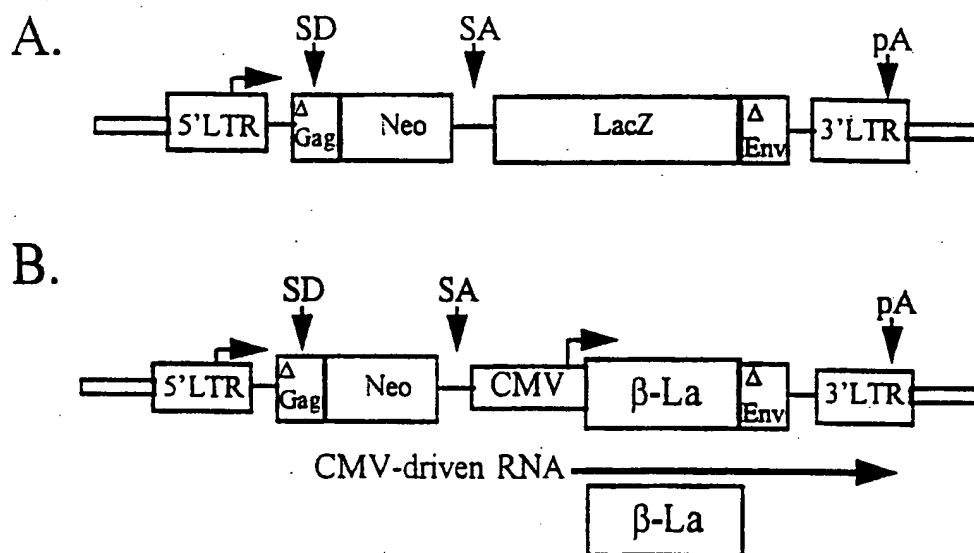 A.
SD SA pA
5'LTR Δ Gag Neo LacZ Δ Env 3'LTR
B.
SD SA pA
5'LTR Δ Gag Neo CMV β-La Δ Env 3'LTR
CMV-driven RNA
β-La